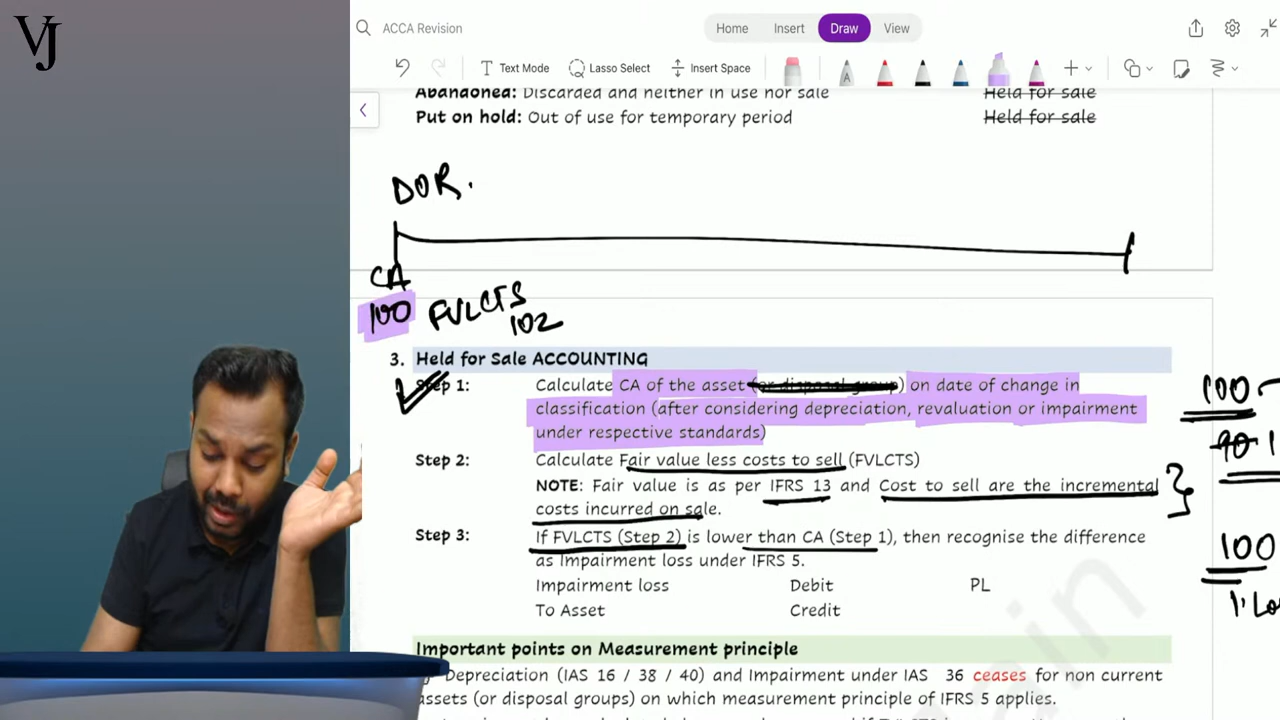 VJ
ACCA Revision
Home Insert Draw View
Text Mode Lasso Select Insert Space
Abandoned: Discarded and neither in use nor sale Held for sale
Put on hold: Out of use for temporary period Held for sale
DOR.
CA
100 FVLCTS
102
3. Held for Sale ACCOUNTING
Step 1: Calculate CA of the asset (or disposal group) on date of change in
classification (after considering depreciation, revaluation or impairment
under respective standards)
100
90
Step 2: Calculate Fair value less costs to sell (FVLCTS)
NOTE: Fair value is as per IFRS 13 and Cost to sell are the incremental
costs incurred on sale.
Step 3: If FVLCTS (Step 2) is lower than CA (Step 1), then recognise the difference
as Impairment loss under IFRS 5.
100
Impairment loss Debit PL
To Asset Credit
Important points on Measurement principle
Depreciation (IAS 16 / 38 / 40) and Impairment under IAS 36 ceases for non current
assets (or disposal groups) on which measurement principle of IFRS 5 applies.